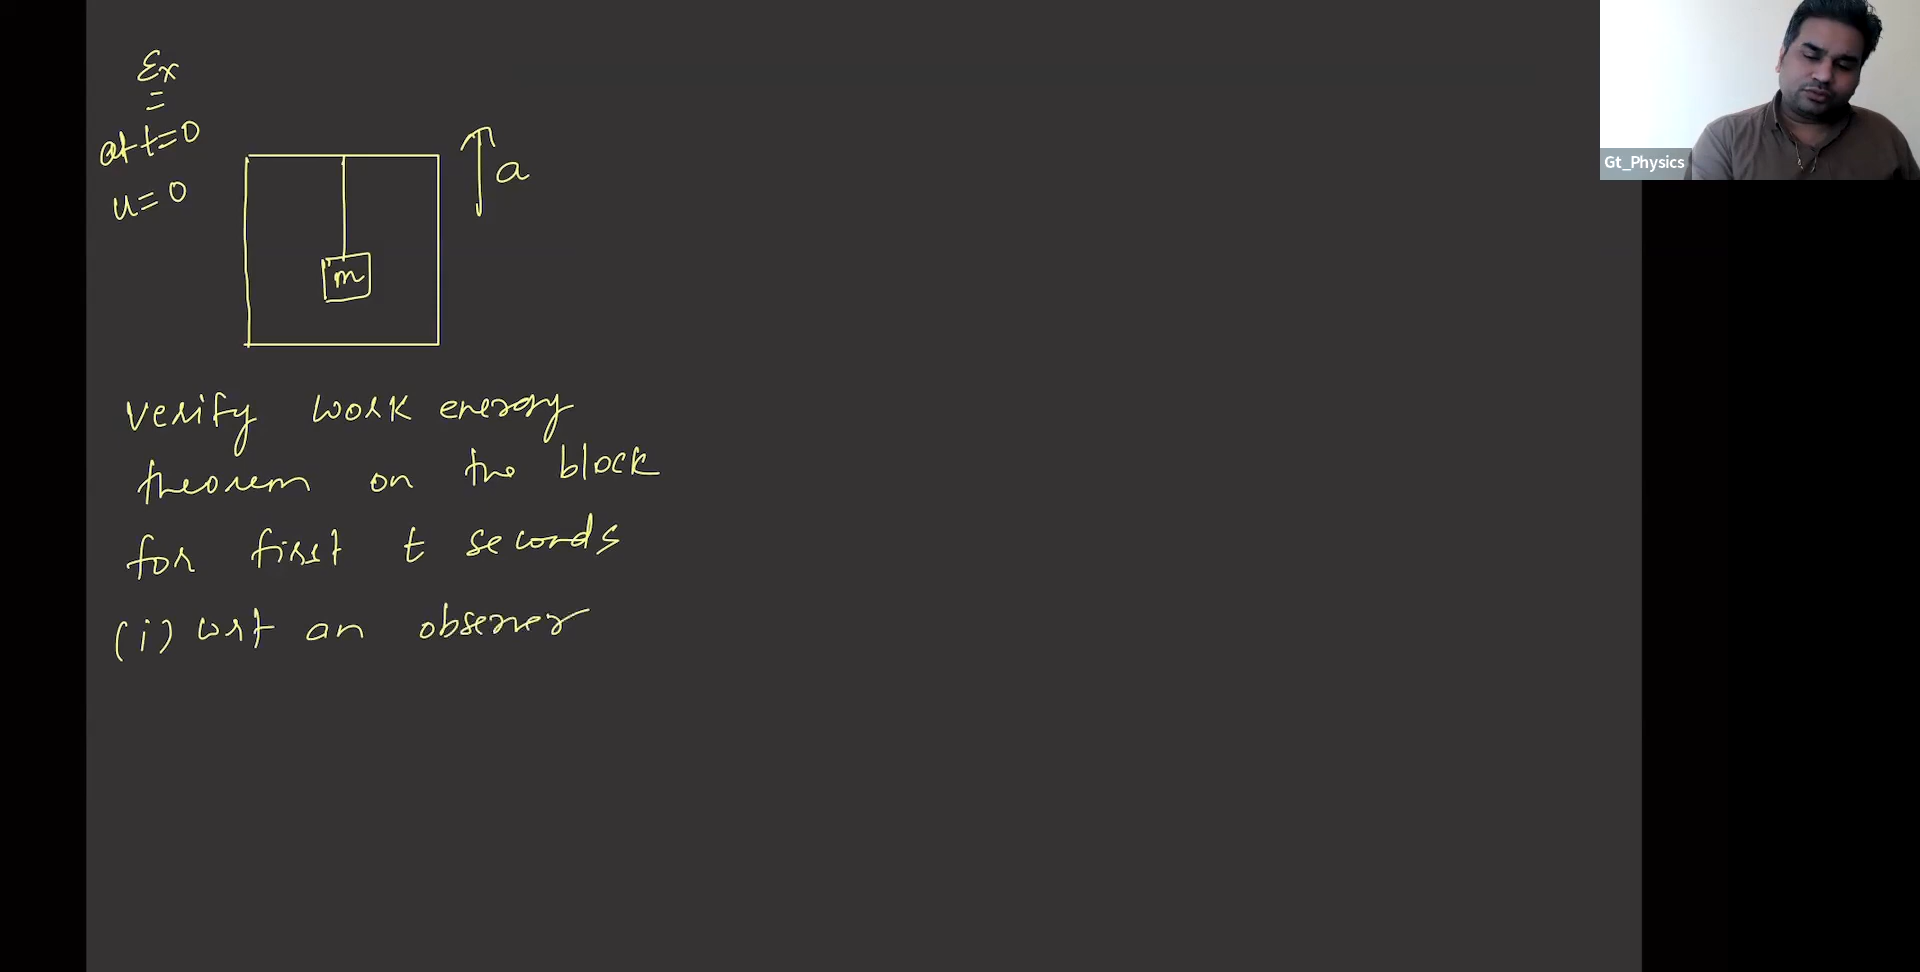 Ex
at t=0
u=0
a
m
verify work energy
theorem on the block
for first t seconds
(i) wrt an observer
Gt_Physics